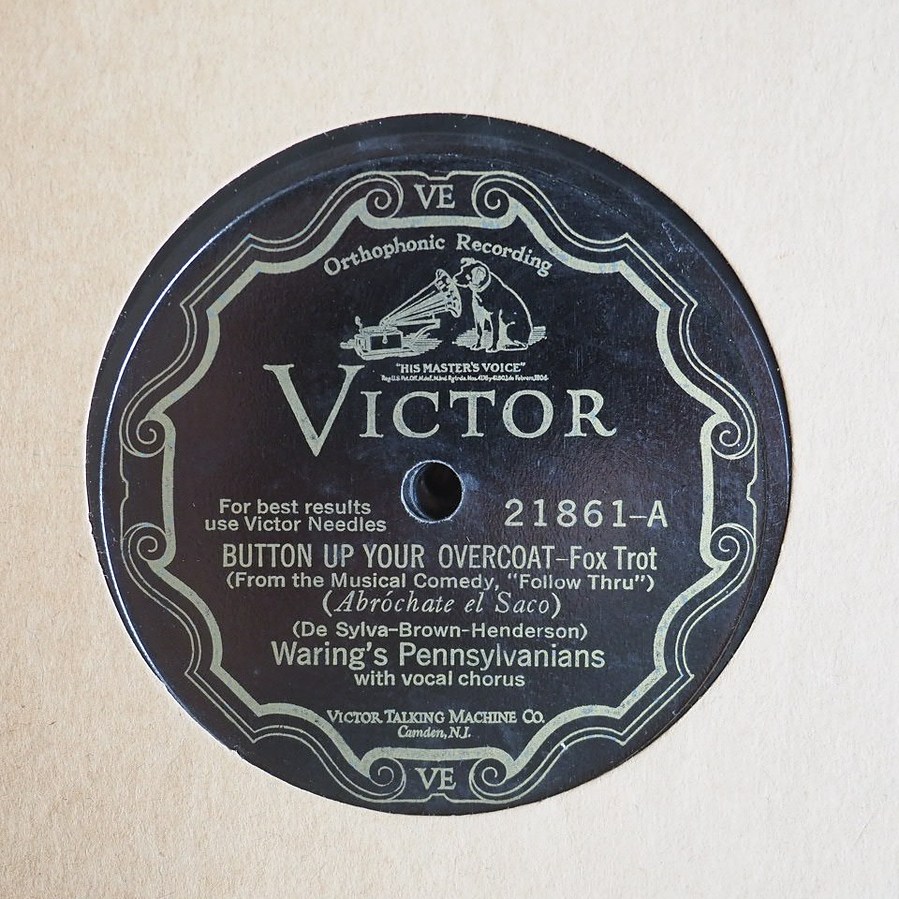 VE
Orthophonic Recording
"HIS MASTER'S VOICE"
VICTOR
For best results
use Victor Needles
21861-A
BUTTON UP YOUR OVERCOAT-Fox Trot
(From the Musical Comedy, "Follow Thru")
(Abróchate el Saco)
(De Sylva-Brown-Henderson)
Waring's Pennsylvanians
with vocal chorus
VICTOR TALKING MACHINE CO.
Camden, N.J.
VE